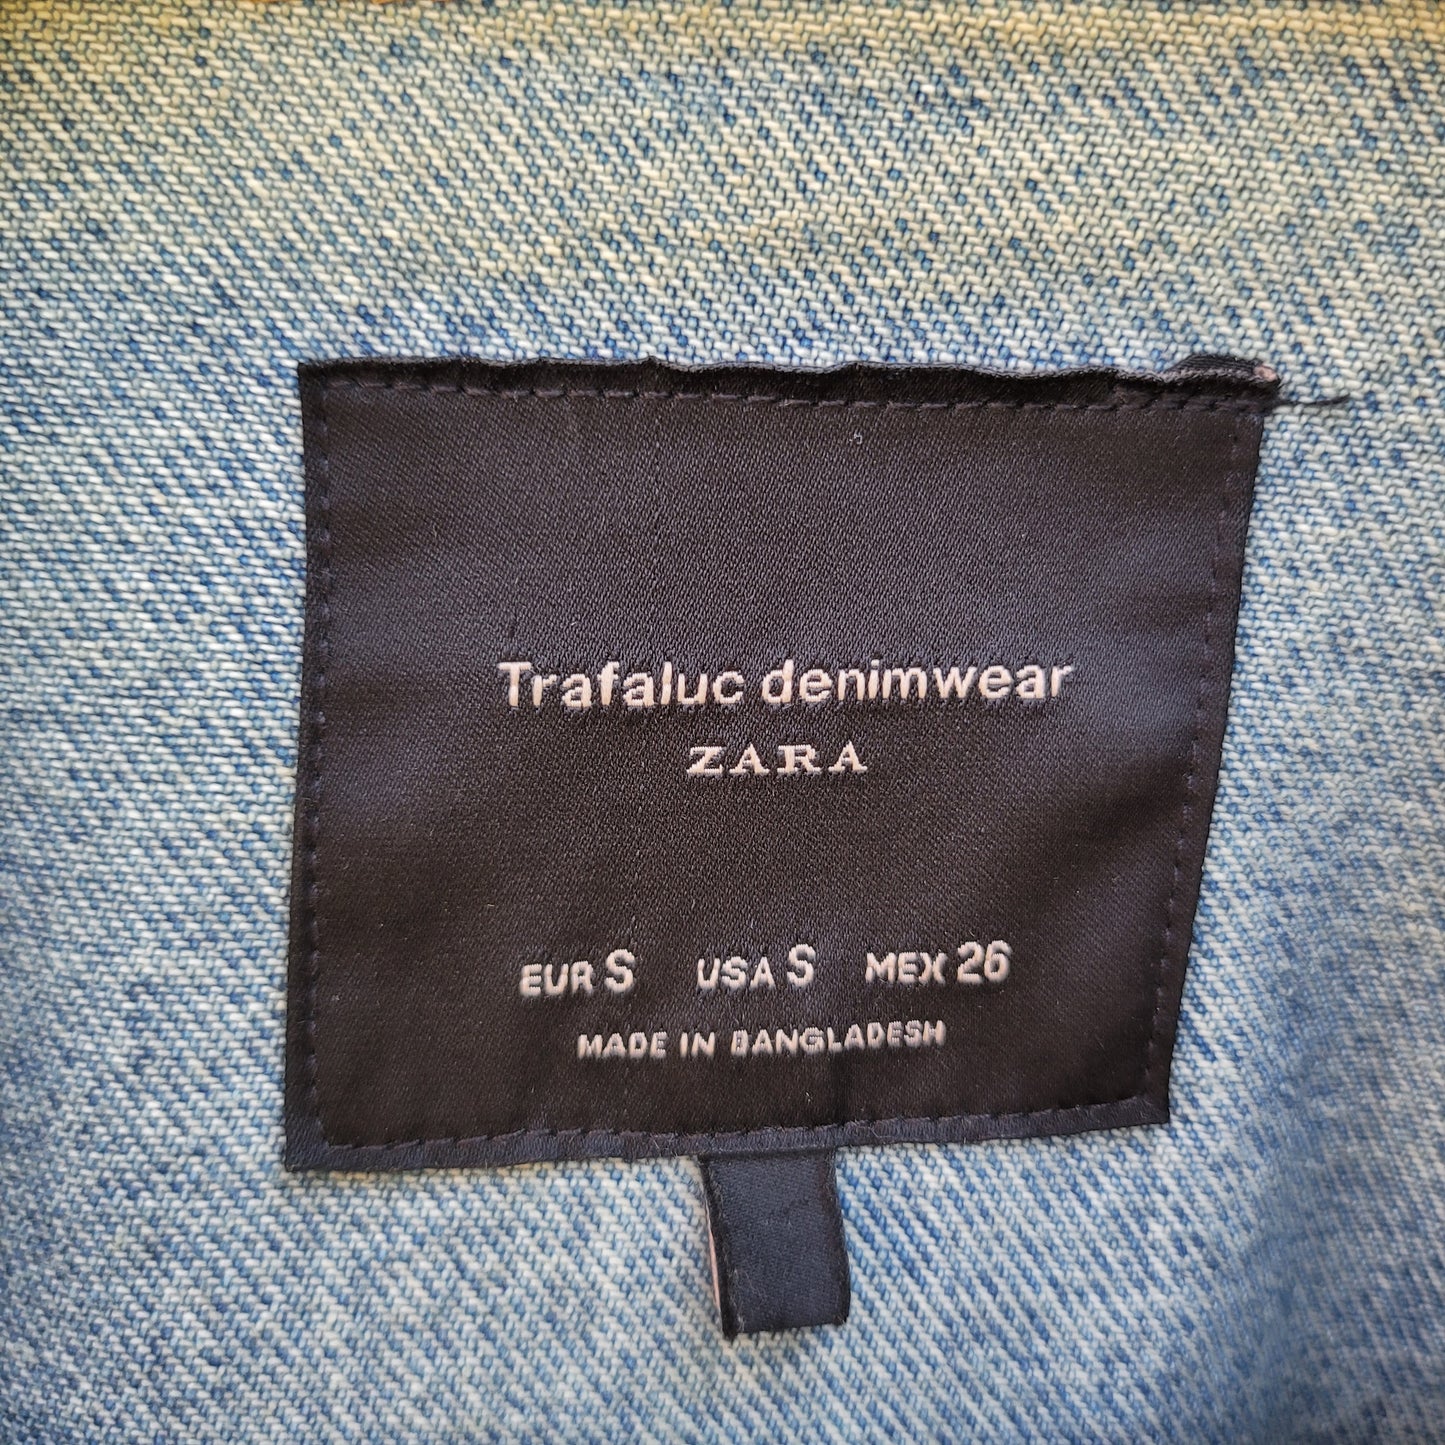 Trafaluc denimwear
ZARA
EUR S USA S MEX 26
MADE IN BANGLADESH